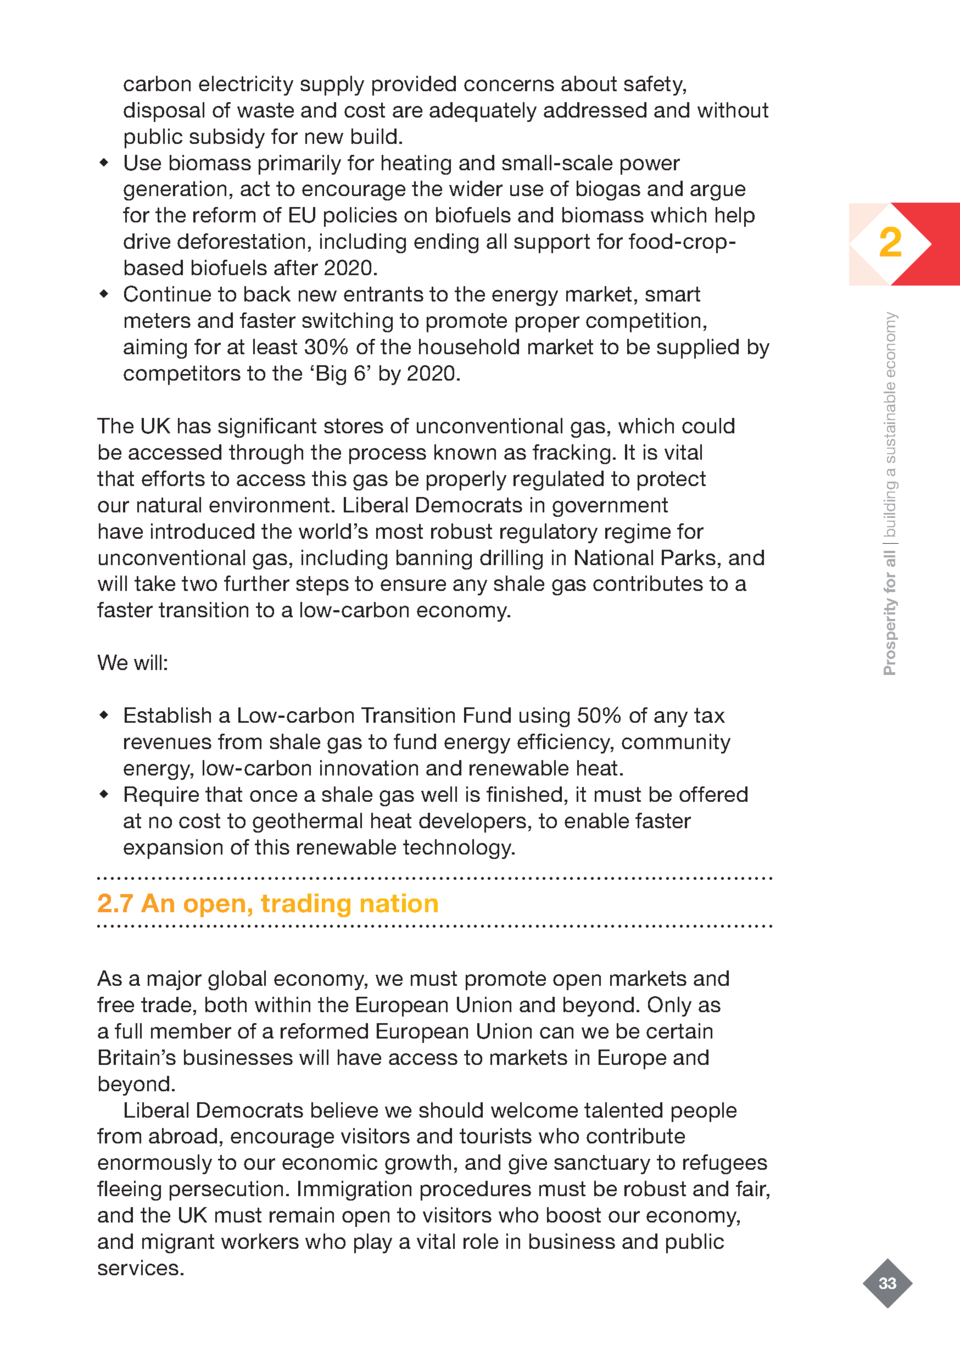 carbon electricity supply provided concerns about safety,
disposal of waste and cost are adequately addressed and without
public subsidy for new build.
◆ Use biomass primarily for heating and small-scale power
generation, act to encourage the wider use of biogas and argue
for the reform of EU policies on biofuels and biomass which help
drive deforestation, including ending all support for food-crop-
based biofuels after 2020.
◆ Continue to back new entrants to the energy market, smart
meters and faster switching to promote proper competition,
aiming for at least 30% of the household market to be supplied by
competitors to the ‘Big 6’ by 2020.
The UK has significant stores of unconventional gas, which could
be accessed through the process known as fracking. It is vital
that efforts to access this gas be properly regulated to protect
our natural environment. Liberal Democrats in government
have introduced the world’s most robust regulatory regime for
unconventional gas, including banning drilling in National Parks, and
will take two further steps to ensure any shale gas contributes to a
faster transition to a low-carbon economy.
We will:
◆ Establish a Low-carbon Transition Fund using 50% of any tax
revenues from shale gas to fund energy efficiency, community
energy, low-carbon innovation and renewable heat.
◆ Require that once a shale gas well is finished, it must be offered
at no cost to geothermal heat developers, to enable faster
expansion of this renewable technology.
2.7 An open, trading nation
As a major global economy, we must promote open markets and
free trade, both within the European Union and beyond. Only as
a full member of a reformed European Union can we be certain
Britain’s businesses will have access to markets in Europe and
beyond.
Liberal Democrats believe we should welcome talented people
from abroad, encourage visitors and tourists who contribute
enormously to our economic growth, and give sanctuary to refugees
fleeing persecution. Immigration procedures must be robust and fair,
and the UK must remain open to visitors who boost our economy,
and migrant workers who play a vital role in business and public
services.
2
Prosperity for all | building a sustainable economy
33